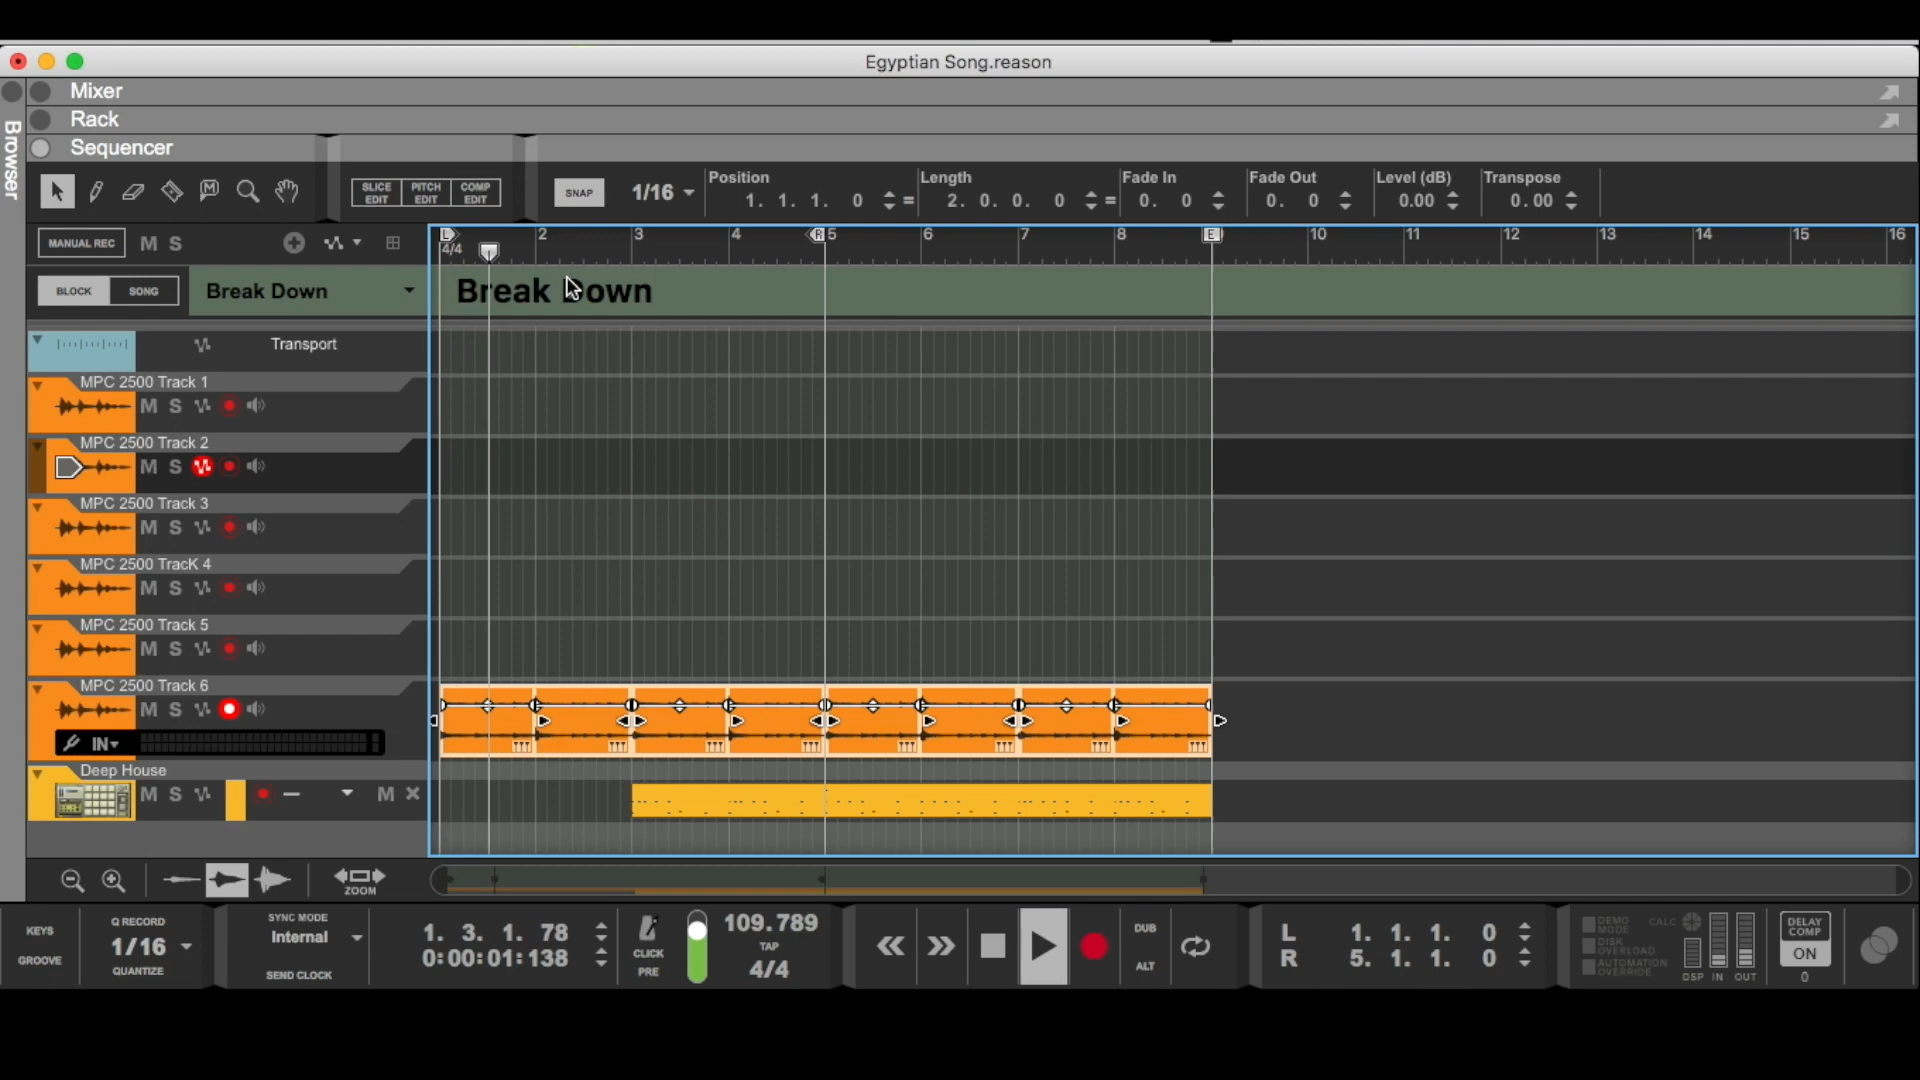 Egyptian Song.reason
Browser
Mixer
Rack
Sequencer
SLICE EDIT PITCH EDIT COMP EDIT
SNAP 1/16
Position 1. 1. 1. 0 =
Length 2. 0. 0. 0 =
Fade In 0. 0
Fade Out 0. 0
Level (dB) 0.00
Transpose 0.00
MANUAL REC M S
L 2 3 4 R 5 6 7 8 E 10 11 12 13 14 15 16
4/4
BLOCK SONG Break Down
Break Down
Transport
MPC 2500 Track 1
M S
MPC 2500 Track 2
M S
MPC 2500 Track 3
M S
MPC 2500 TracK 4
M S
MPC 2500 Track 5
M S
MPC 2500 Track 6
M S
IN
Deep House
M S M
ZOOM
KEYS
GROOVE
Q RECORD
1/16
QUANTIZE
SYNC MODE
Internal
SEND CLOCK
1. 3. 1. 78
0:00:01:138
CLICK
PRE
109.789
TAP
4/4
DUB
ALT
L 1. 1. 1. 0
R 5. 1. 1. 0
DEMO MODE
DISK OVERLOAD
AUTOMATION OVERRIDE
CALC
DSP IN OUT
DELAY COMP
ON
0